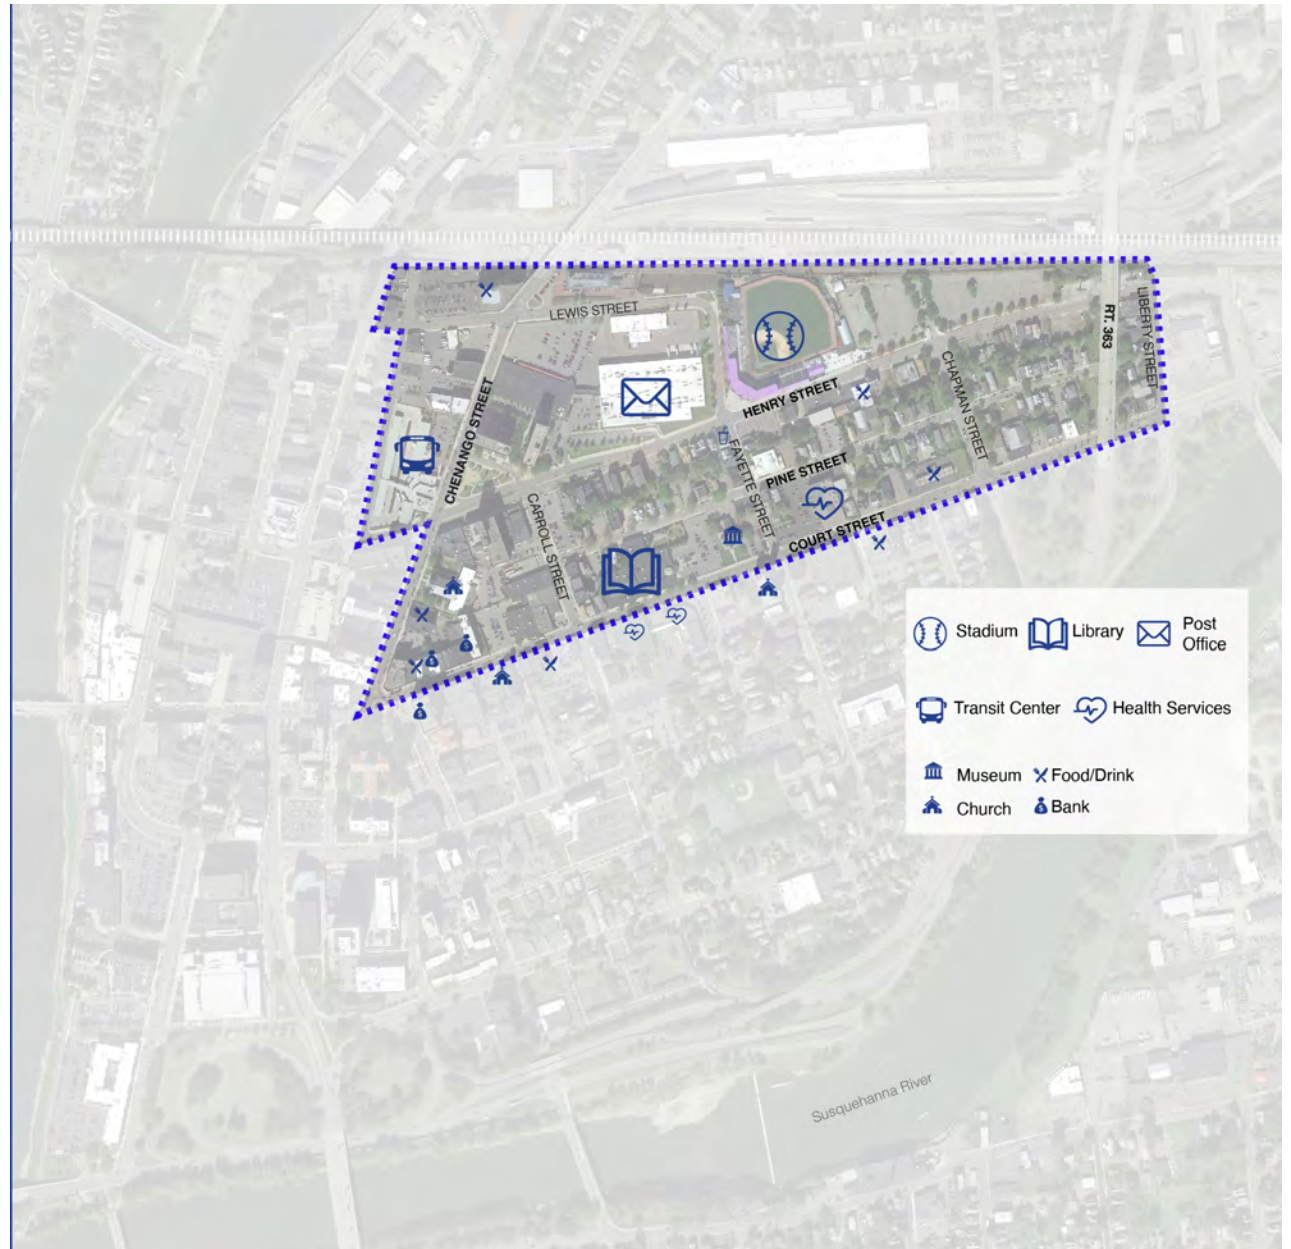 LEWIS STREET
RT. 363
LIBERTY STREET
CHENANGO STREET
HENRY STREET
CHAPMAN STREET
FAYETTE STREET
PINE STREET
CARROLL STREET
COURT STREET
Stadium
Library
Post
Office
Transit Center
Health Services
Museum
Food/Drink
Church
Bank
Susquehanna River